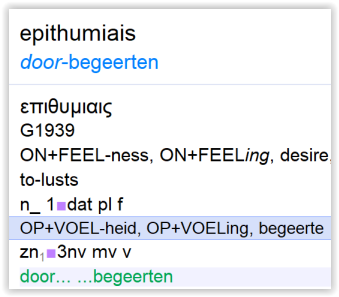 epithumiais
door-begeerten
επιθυμιαις
G1939
ON+FEEL-ness, ON+FEELing, desire,
to-lusts
n_ 1■dat pl f
OP+VOEL-heid, OP+VOELing, begeerte
zn₁■3nv mv v
door... ...begeerten